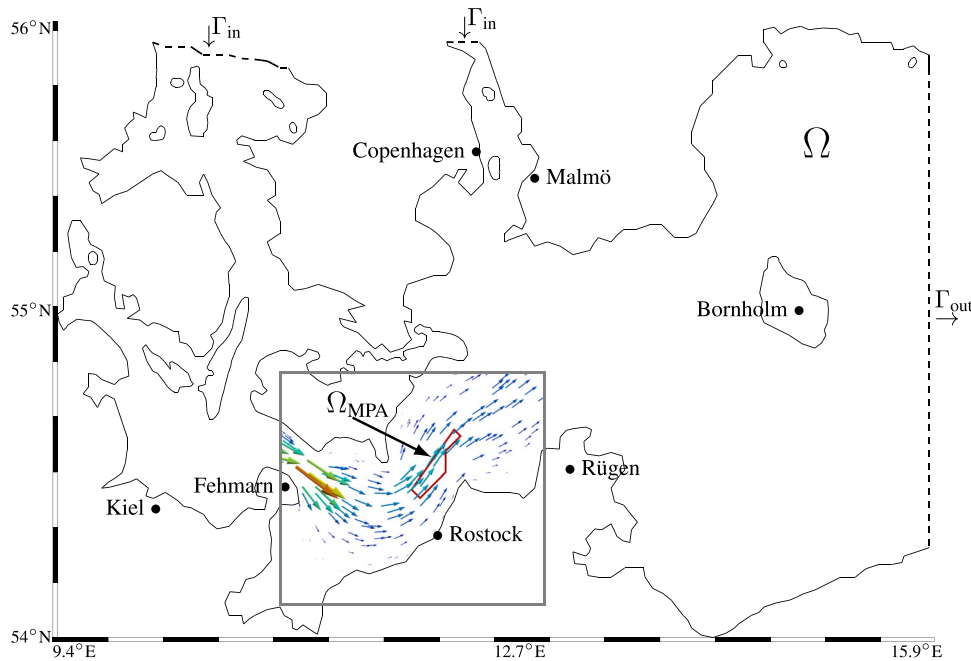 56°N
↓Γin
↓Γin
Ω
Copenhagen
Malmö
55°N
Bornholm
Γout
→
ΩMPA
Fehmarn
Rügen
Kiel
Rostock
54°N
9.4°E
12.7°E
15.9°E